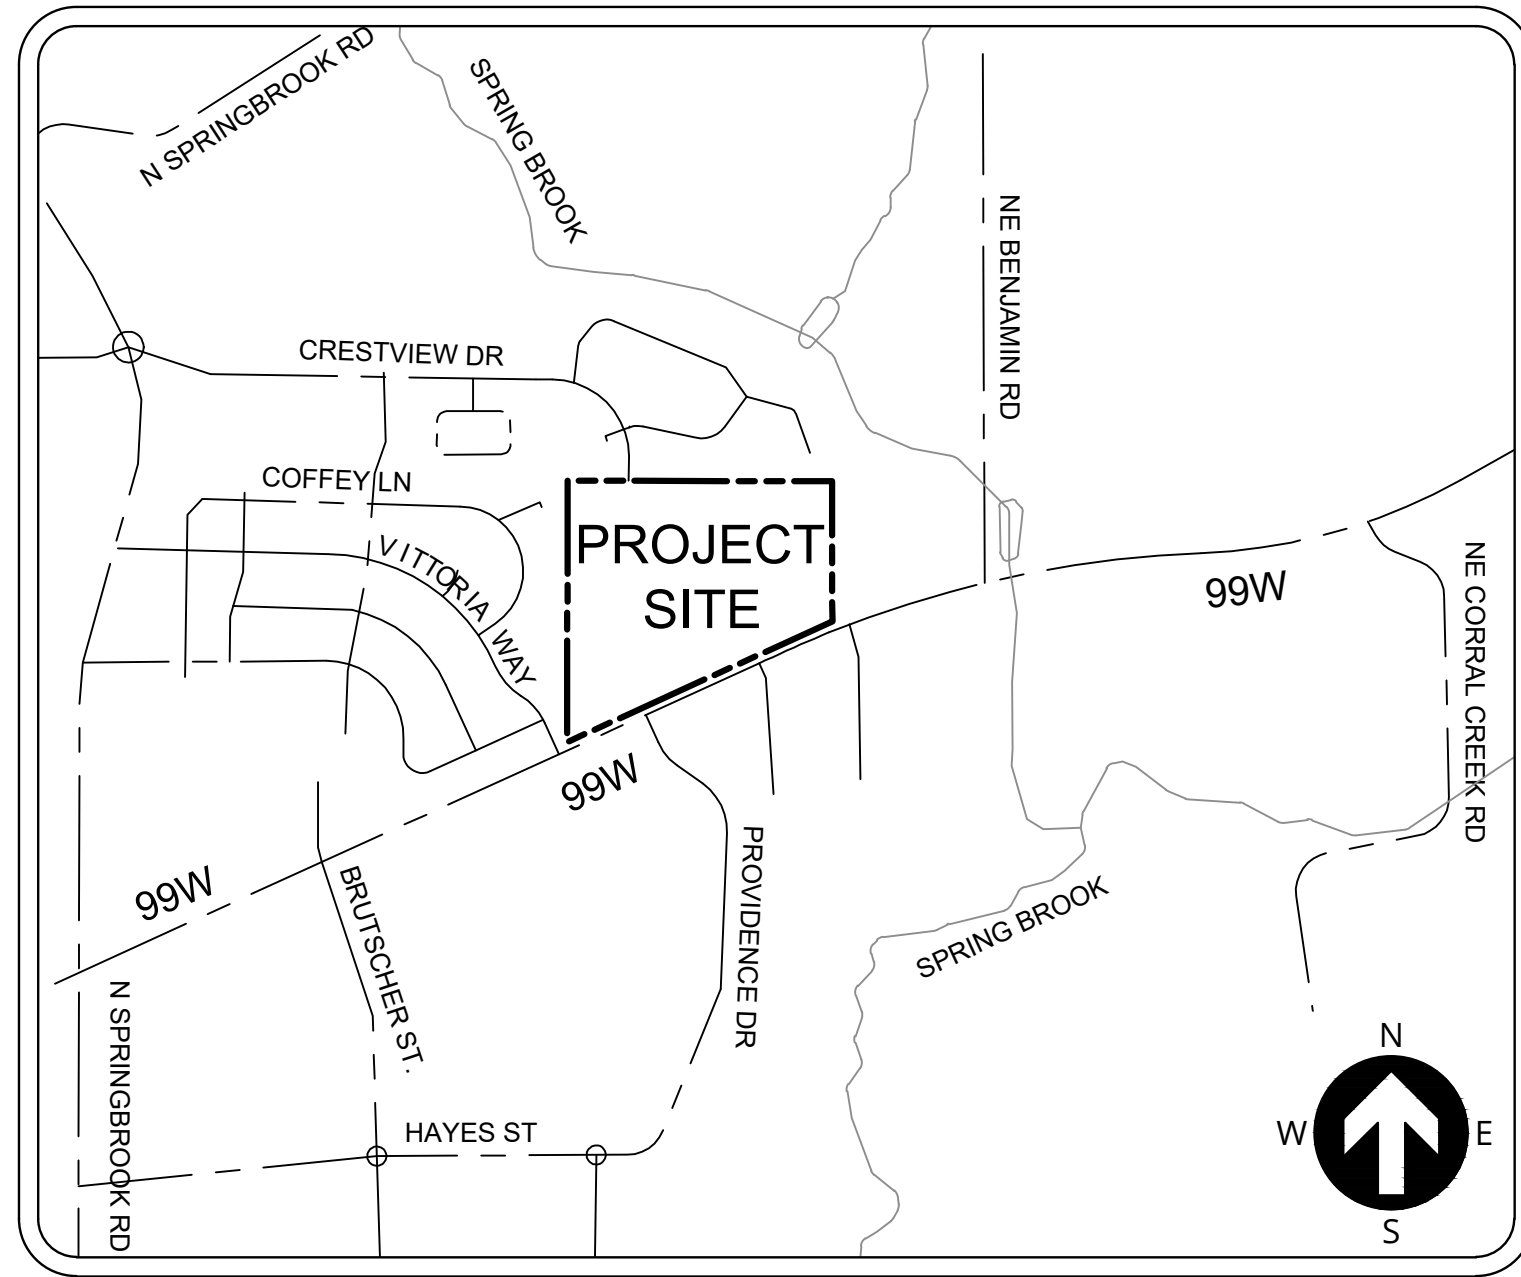 N SPRINGBROOK RD
SPRING BROOK
NE BENJAMIN RD
CRESTVIEW DR
COFFEY LN
VITTORIA WAY
PROJECT
SITE
99W
NE CORRAL CREEK RD
99W
99W
BRUTSCHER ST.
PROVIDENCE DR
SPRING BROOK
N SPRINGBROOK RD
HAYES ST
N
W
E
S